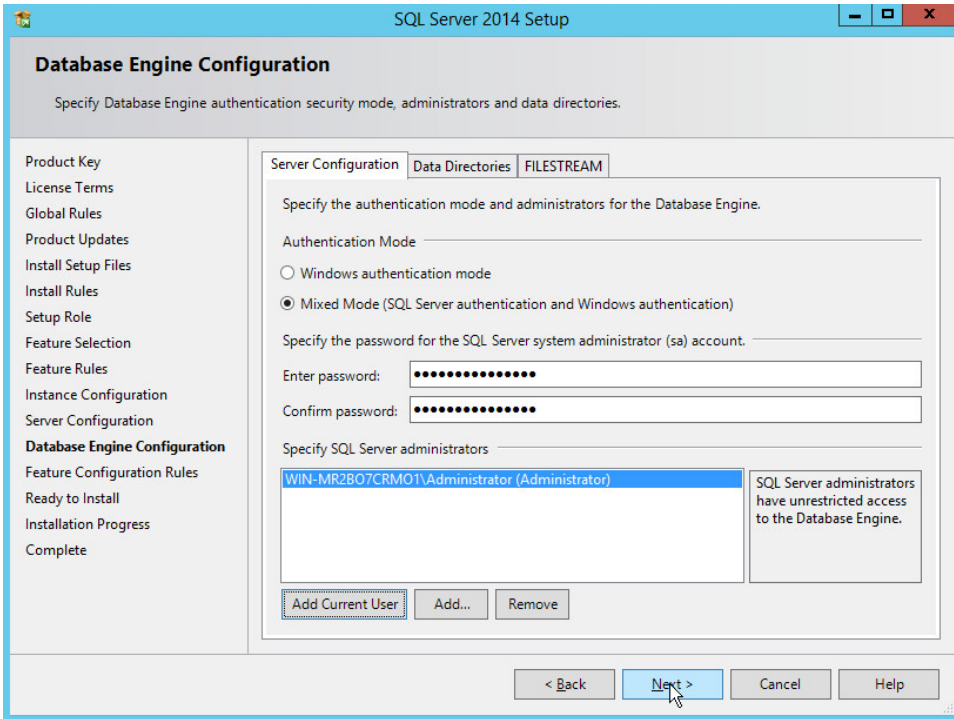 SQL Server 2014 Setup
Database Engine Configuration
Specify Database Engine authentication security mode, administrators and data directories.
Product Key
License Terms
Global Rules
Product Updates
Install Setup Files
Install Rules
Setup Role
Feature Selection
Feature Rules
Instance Configuration
Server Configuration
Database Engine Configuration
Feature Configuration Rules
Ready to Install
Installation Progress
Complete
Server Configuration Data Directories FILESTREAM
Specify the authentication mode and administrators for the Database Engine.
Authentication Mode
Windows authentication mode
Mixed Mode (SQL Server authentication and Windows authentication)
Specify the password for the SQL Server system administrator (sa) account.
Enter password: ●●●●●●●●●●●●●●●
Confirm password: ●●●●●●●●●●●●●●●
Specify SQL Server administrators
WIN-MR2BO7CRMO1\Administrator (Administrator)
SQL Server administrators
have unrestricted access
to the Database Engine.
Add Current User Add... Remove
< Back Next > Cancel Help